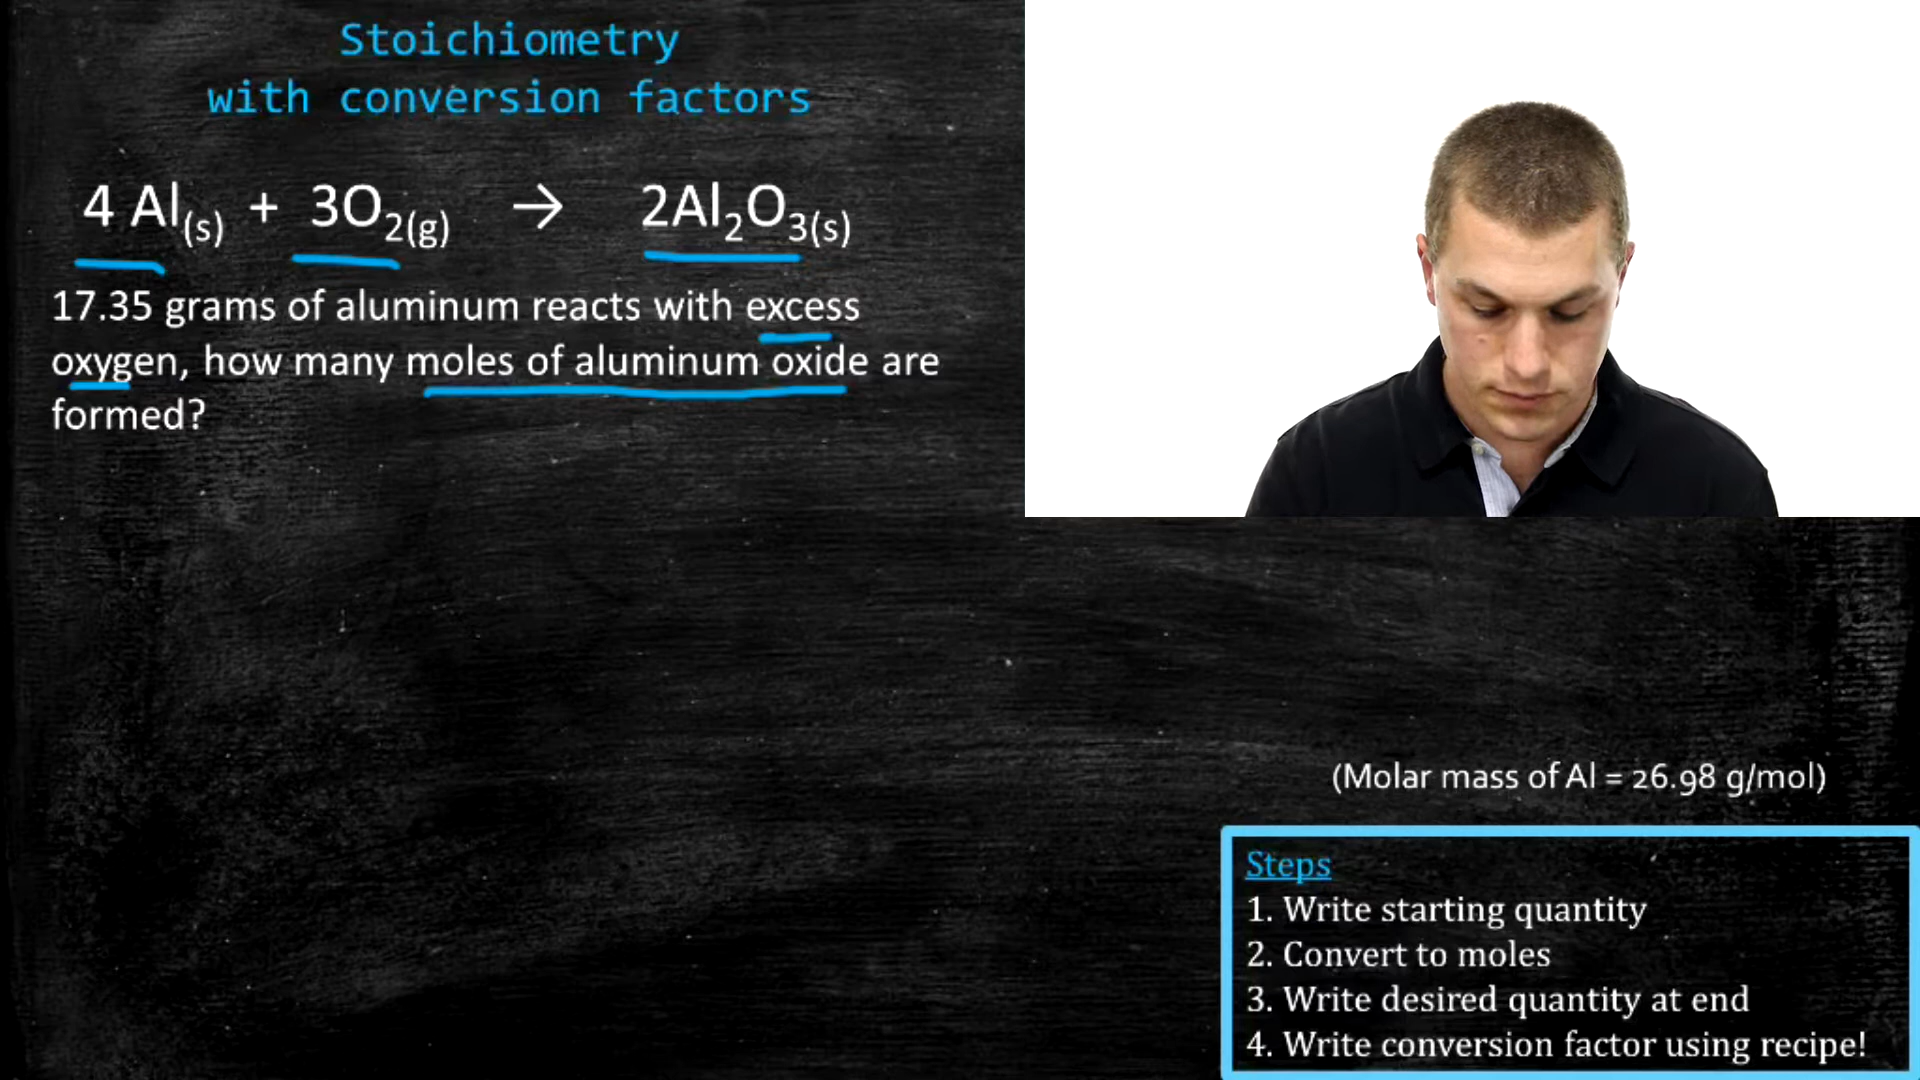 Stoichiometry
with conversion factors
4 Al(s) + 3O2(g) → 2Al2O3(s)
17.35 grams of aluminum reacts with excess
oxygen, how many moles of aluminum oxide are
formed?
(Molar mass of Al = 26.98 g/mol)
Steps
1. Write starting quantity
2. Convert to moles
3. Write desired quantity at end
4. Write conversion factor using recipe!